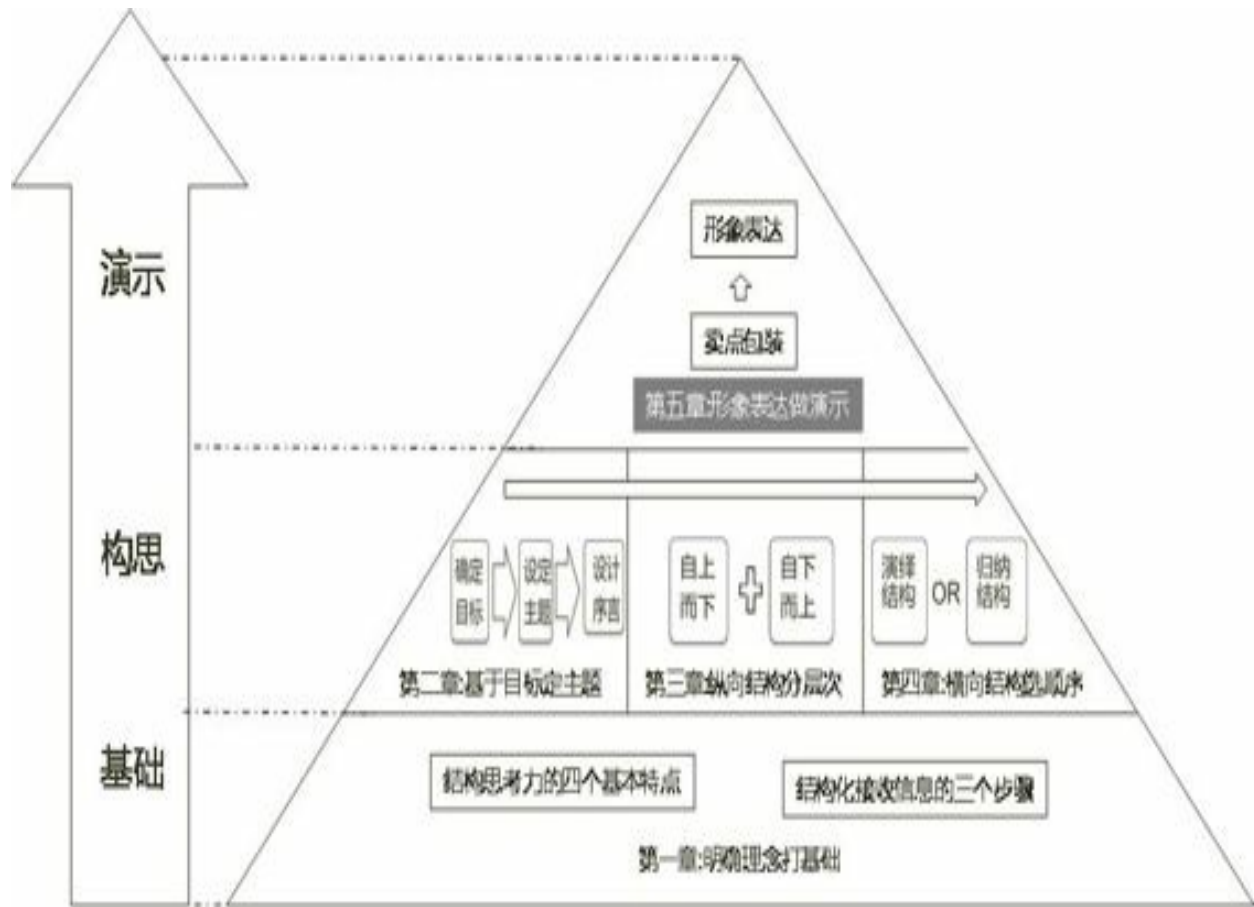 演示
形象表达
卖点包装
第五章:形象表达做演示
构思
确定
目标
设定
主题
设计
序言
自上
而下
自下
而上
演绎
结构
OR
归纳
结构
第二章:基于目标定主题
第三章:纵向结构分层次
第四章:横向结构选顺序
基础
结构思考力的四个基本特点
结构化接收信息的三个步骤
第一章:明确理念打基础